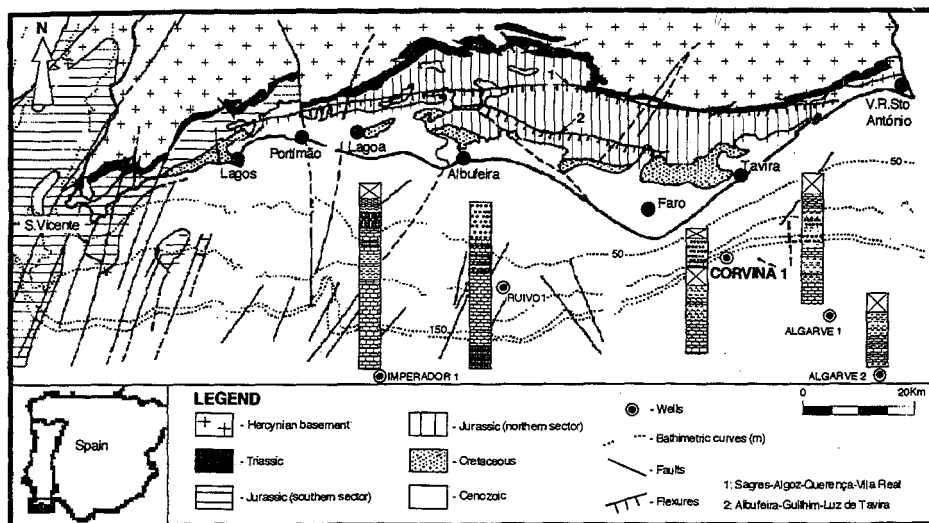 N
1
2
V.R.Sto
António
Portimão
Lagoa
Lagos
Albufeira
Tavira
Faro
S.Vicente
50
50
CORVINA 1
RUIVO 1
150
ALGARVE 1
IMPERADOR 1
ALGARVE 2
0 20Km
Spain
LEGEND
- Hercynian basement
- Triassic
- Jurassic (southern sector)
- Jurassic (northern sector)
- Cretaceous
- Cenozoic
- Wells
- Bathimetric curves (m)
- Faults
- Flexures
1: Sagres-Algoz-Querença-Vila Real
2: Albufeira-Guilhim-Luz de Tavira